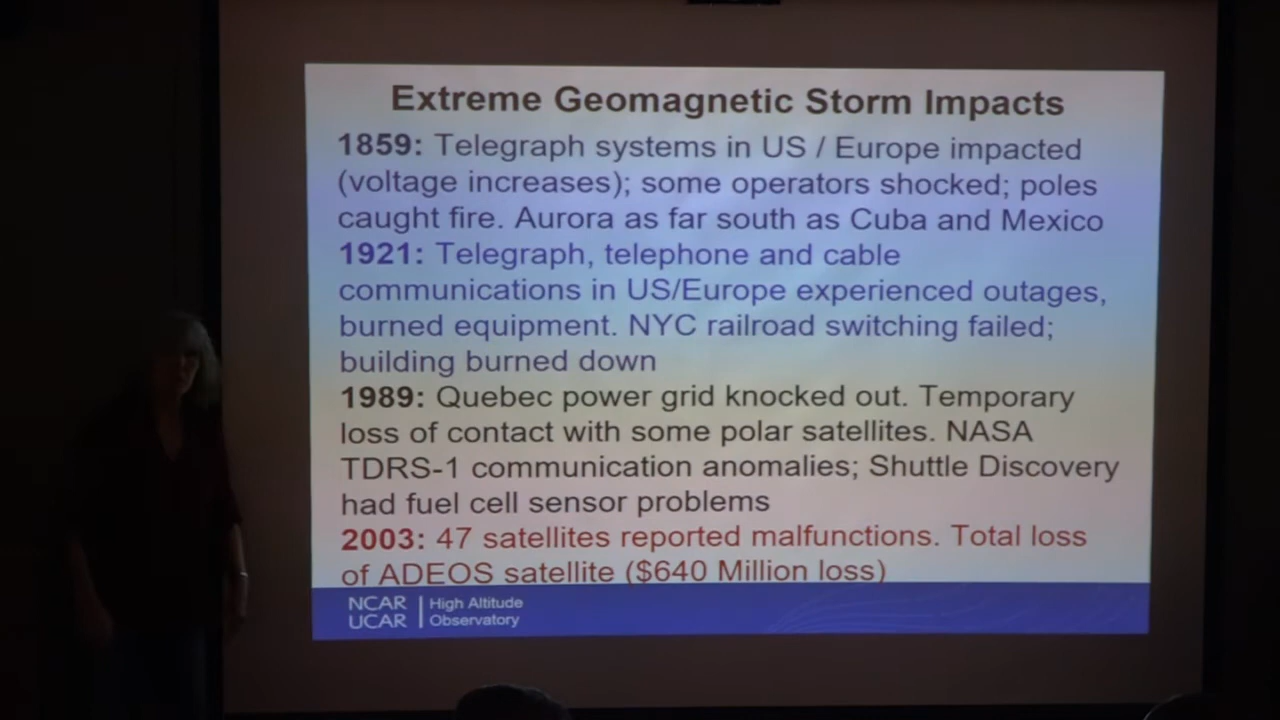 Extreme Geomagnetic Storm Impacts
1859: Telegraph systems in US / Europe impacted
(voltage increases); some operators shocked; poles
caught fire. Aurora as far south as Cuba and Mexico
1921: Telegraph, telephone and cable
communications in US/Europe experienced outages,
burned equipment. NYC railroad switching failed;
building burned down
1989: Quebec power grid knocked out. Temporary
loss of contact with some polar satellites. NASA
TDRS-1 communication anomalies; Shuttle Discovery
had fuel cell sensor problems
2003: 47 satellites reported malfunctions. Total loss
of ADEOS satellite ($640 Million loss)
NCAR
UCAR
High Altitude
Observatory